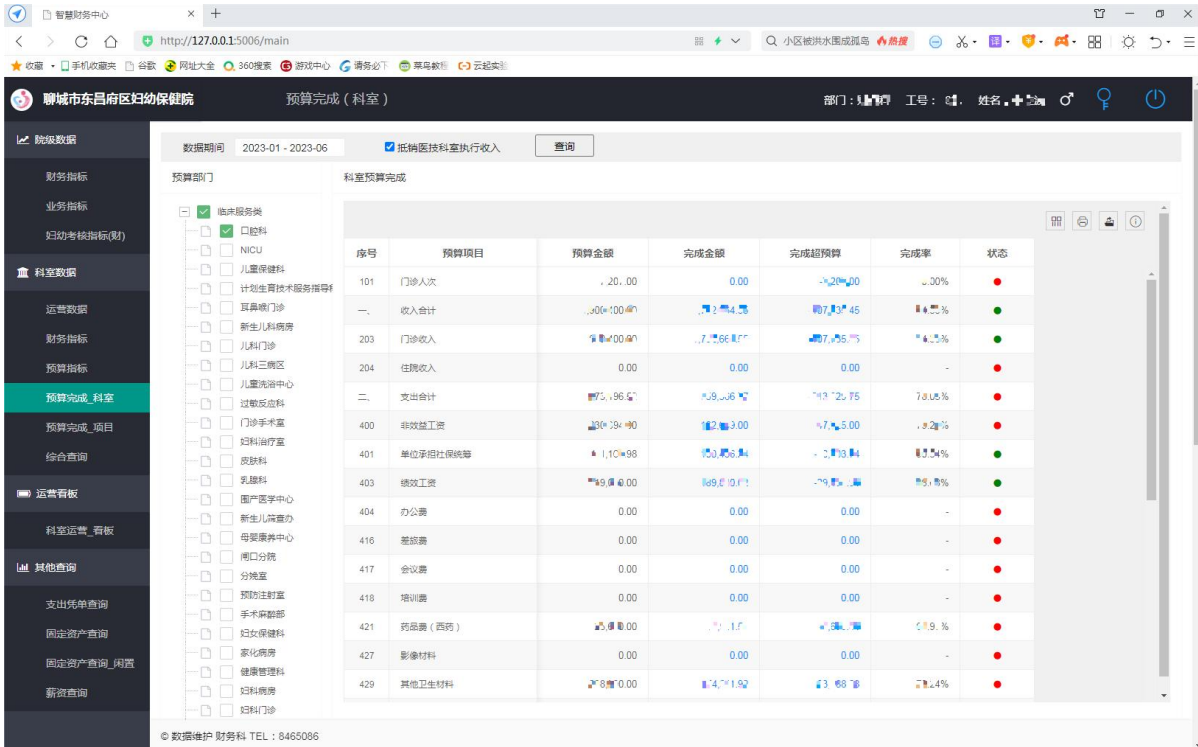 智慧财务中心
http://127.0.0.1:5006/main
小区被洪水围成孤岛 热搜
收藏 手机收藏夹 谷歌 网址大全 360搜索 游戏中心 请务必下 菜鸟教程 云起实验
聊城市东昌府区妇幼保健院 预算完成（科室） 部门： 工号： 姓名
院级数据
财务指标
业务指标
妇幼考核指标(财)
科室数据
运营数据
财务指标
预算指标
预算完成_科室
预算完成_项目
综合查询
运营看板
科室运营_看板
其他查询
支出凭单查询
固定资产查询
固定资产查询_闲置
薪资查询
数据期间 2023-01 - 2023-06 抵销医技科室执行收入 查询
预算部门
临床服务类
口腔科
NICU
儿童保健科
计划生育技术服务指导科
耳鼻喉门诊
新生儿科病房
儿科门诊
儿科三病区
儿童洗浴中心
过敏反应科
门诊手术室
妇科治疗室
皮肤科
乳腺科
围产医学中心
新生儿筛查办
母婴康养中心
闸口分院
分娩室
预防注射室
手术麻醉部
妇女保健科
家化病房
健康管理科
妇科病房
妇科门诊
科室预算完成
序号 预算项目 预算金额 完成金额 完成超预算 完成率 状态
101 门诊人次 0.00
一、 收入合计
203 门诊收入
204 住院收入 0.00 0.00 0.00 -
二、 支出合计
400 非效益工资
401 单位承担社保统筹
403 绩效工资
404 办公费 0.00 0.00 0.00 -
416 差旅费 0.00 0.00 0.00 -
417 会议费 0.00 0.00 0.00 -
418 培训费 0.00 0.00 0.00 -
421 药品费（西药）
427 影像材料 0.00 0.00 0.00 -
429 其他卫生材料
© 数据维护 财务科 TEL：8465086